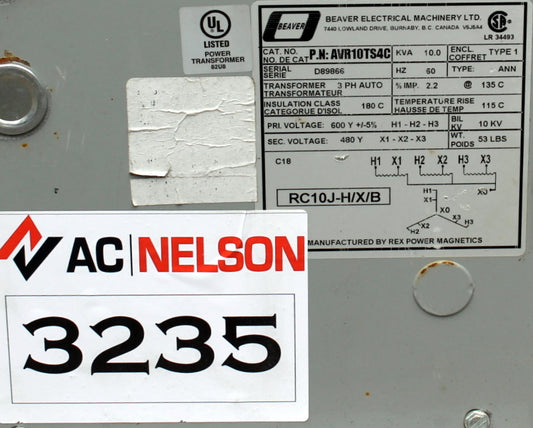 UL
LISTED
POWER
TRANSFORMER
82U8
BEAVER
BEAVER ELECTRICAL MACHINERY LTD.
7440 LOWLAND DRIVE, BURNABY, B.C. CANADA V5J5A4
LR 34493
CAT. NO. NO. DE CAT P.N: AVR10TS4C KVA 10.0 ENCL. COFFRET TYPE 1
SERIAL SERIE D89866 HZ 60 TYPE: ANN
TRANSFORMER TRANSFORMATEUR 3 PH AUTO % IMP. 2.2 @ 135 C
INSULATION CLASS CATEGORIE D'ISOL 180 C TEMPERATURE RISE HAUSSE DE TEMP 115 C
PRI. VOLTAGE: 600 Y +/-5% H1 - H2 - H3 BIL KV 10 KV
SEC. VOLTAGE: 480 Y X1 - X2 - X3 WT. POIDS 53 LBS
C18
H1 X1 H2 X2 H3 X3
H1
X1
X0
X0
H2 X2 X3 H3
RC10J-H/X/B
MANUFACTURED BY REX POWER MAGNETICS
AC|NELSON
3235